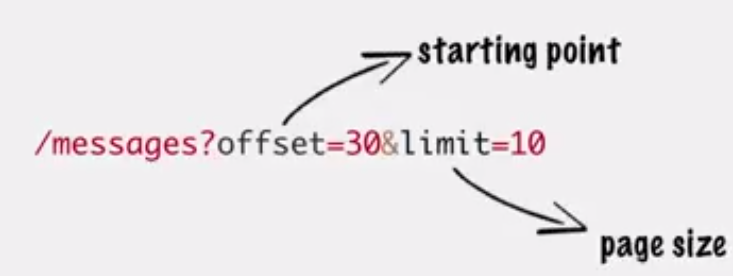 starting point
/messages?offset=30&limit=10
page size